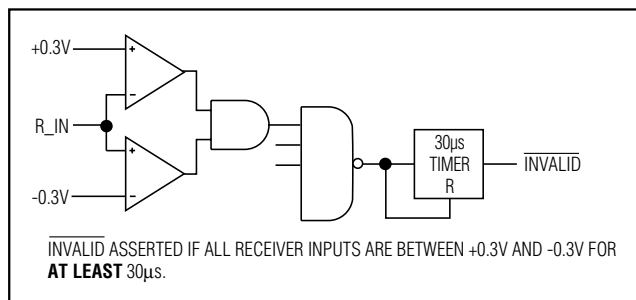 +0.3V
R_IN
-0.3V
30µs
TIMER
R
INVALID
INVALID ASSERTED IF ALL RECEIVER INPUTS ARE BETWEEN +0.3V AND -0.3V FOR
AT LEAST 30µs.
+
-
+
-